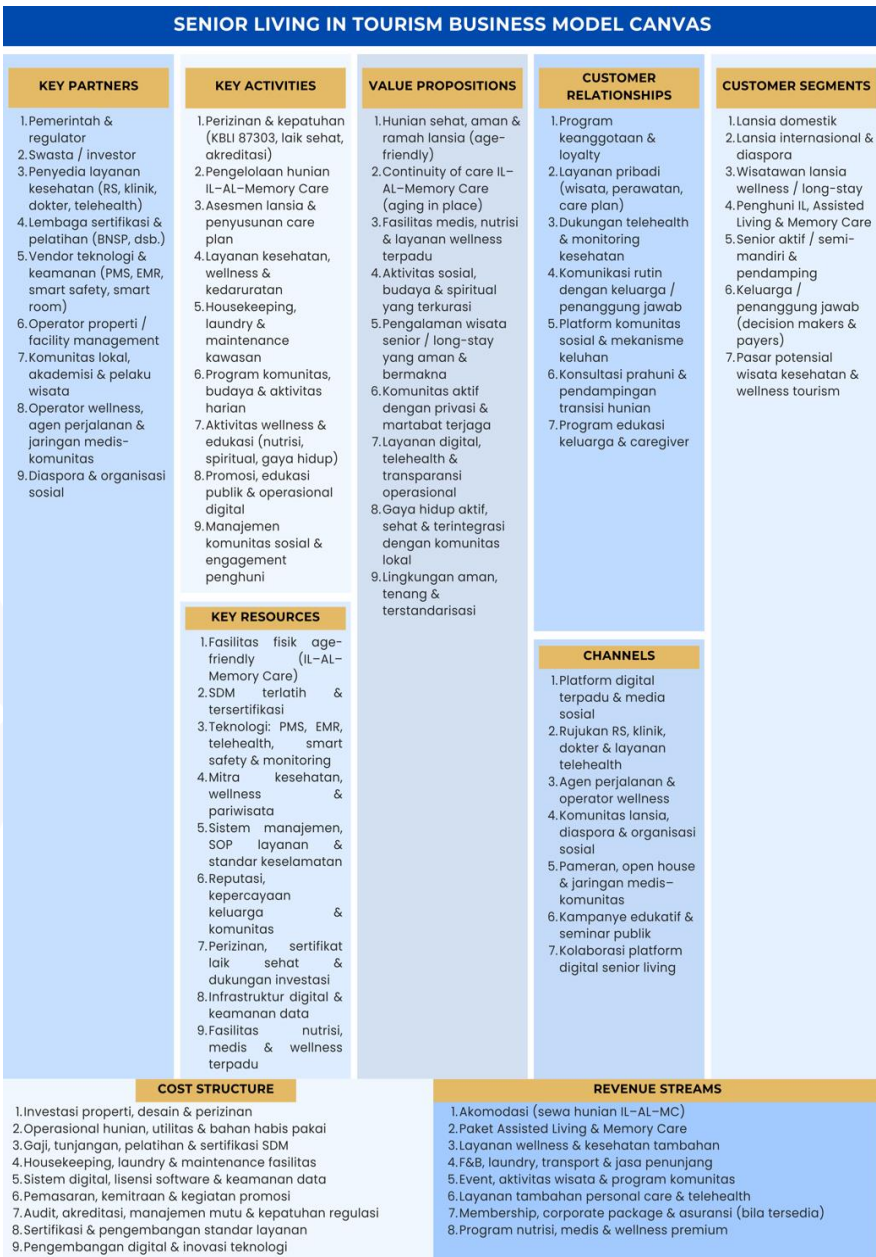 SENIOR LIVING IN TOURISM BUSINESS MODEL CANVAS
KEY PARTNERS
1.Pemerintah &
regulator
2.Swasta / investor
3.Penyedia layanan
kesehatan (RS, klinik,
dokter, telehealth)
4.Lembaga sertifikasi &
pelatihan (BNSP, dsb.)
5.Vendor teknologi &
keamanan (PMS, EMR,
smart safety, smart
room)
6.Operator properti /
facility management
7.Komunitas lokal,
akademisi & pelaku
wisata
8.Operator wellness,
agen perjalanan &
jaringan medis-
komunitas
9.Diaspora & organisasi
sosial
KEY ACTIVITIES
1.Perizinan & kepatuhan
(KBLI 87303, laik sehat,
akreditasi)
2.Pengelolaan hunian
IL–AL–Memory Care
3.Asesmen lansia &
penyusunan care
plan
4.Layanan kesehatan,
wellness &
kedaruratan
5.Housekeeping,
laundry &
maintenance
kawasan
6.Program komunitas,
budaya & aktivitas
harian
7.Aktivitas wellness &
edukasi (nutrisi,
spiritual, gaya hidup)
8.Promosi, edukasi
publik & operasional
digital
9.Manajemen
komunitas sosial &
engagement
penghuni
KEY RESOURCES
1.Fasilitas fisik age-
friendly (IL–AL–
Memory Care)
2.SDM terlatih &
tersertifikasi
3.Teknologi: PMS, EMR,
telehealth, smart
safety & monitoring
4.Mitra kesehatan,
wellness &
pariwisata
5.Sistem manajemen,
SOP layanan &
standar keselamatan
6.Reputasi,
kepercayaan
keluarga &
komunitas
7.Perizinan, sertifikat
laik sehat &
dukungan investasi
8.Infrastruktur digital &
keamanan data
9.Fasilitas nutrisi,
medis & wellness
terpadu
VALUE PROPOSITIONS
1.Hunian sehat, aman &
ramah lansia (age-
friendly)
2.Continuity of care IL–
AL–Memory Care
(aging in place)
3.Fasilitas medis, nutrisi
& layanan wellness
terpadu
4.Aktivitas sosial,
budaya & spiritual
yang terkurasi
5.Pengalaman wisata
senior / long-stay
yang aman &
bermakna
6.Komunitas aktif
dengan privasi &
martabat terjaga
7.Layanan digital,
telehealth &
transparansi
operasional
8.Gaya hidup aktif,
sehat & terintegrasi
dengan komunitas
lokal
9.Lingkungan aman,
tenang &
terstandarisasi
CUSTOMER
RELATIONSHIPS
1.Program
keanggotaan &
loyalty
2.Layanan pribadi
(wisata, perawatan,
care plan)
3.Dukungan telehealth
& monitoring
kesehatan
4.Komunikasi rutin
dengan keluarga /
penanggung jawab
5.Platform komunitas
sosial & mekanisme
keluhan
6.Konsultasi prahuni &
pendampingan
transisi hunian
7.Program edukasi
keluarga & caregiver
CHANNELS
1.Platform digital
terpadu & media
sosial
2.Rujukan RS, klinik,
dokter & layanan
telehealth
3.Agen perjalanan &
operator wellness
4.Komunitas lansia,
diaspora & organisasi
sosial
5.Pameran, open house
& jaringan medis–
komunitas
6.Kampanye edukatif &
seminar publik
7.Kolaborasi platform
digital senior living
CUSTOMER SEGMENTS
1.Lansia domestik
2.Lansia internasional &
diaspora
3.Wisatawan lansia
wellness / long-stay
4.Penghuni IL, Assisted
Living & Memory Care
5.Senior aktif / semi-
mandiri &
pendamping
6.Keluarga /
penanggung jawab
(decision makers &
payers)
7.Pasar potensial
wisata kesehatan &
wellness tourism
COST STRUCTURE
1.Investasi properti, desain & perizinan
2.Operasional hunian, utilitas & bahan habis pakai
3.Gaji, tunjangan, pelatihan & sertifikasi SDM
4.Housekeeping, laundry & maintenance fasilitas
5.Sistem digital, lisensi software & keamanan data
6.Pemasaran, kemitraan & kegiatan promosi
7.Audit, akreditasi, manajemen mutu & kepatuhan regulasi
8.Sertifikasi & pengembangan standar layanan
9.Pengembangan digital & inovasi teknologi
REVENUE STREAMS
1.Akomodasi (sewa hunian IL–AL–MC)
2.Paket Assisted Living & Memory Care
3.Layanan wellness & kesehatan tambahan
4.F&B, laundry, transport & jasa penunjang
5.Event, aktivitas wisata & program komunitas
6.Layanan tambahan personal care & telehealth
7.Membership, corporate package & asuransi (bila tersedia)
8.Program nutrisi, medis & wellness premium